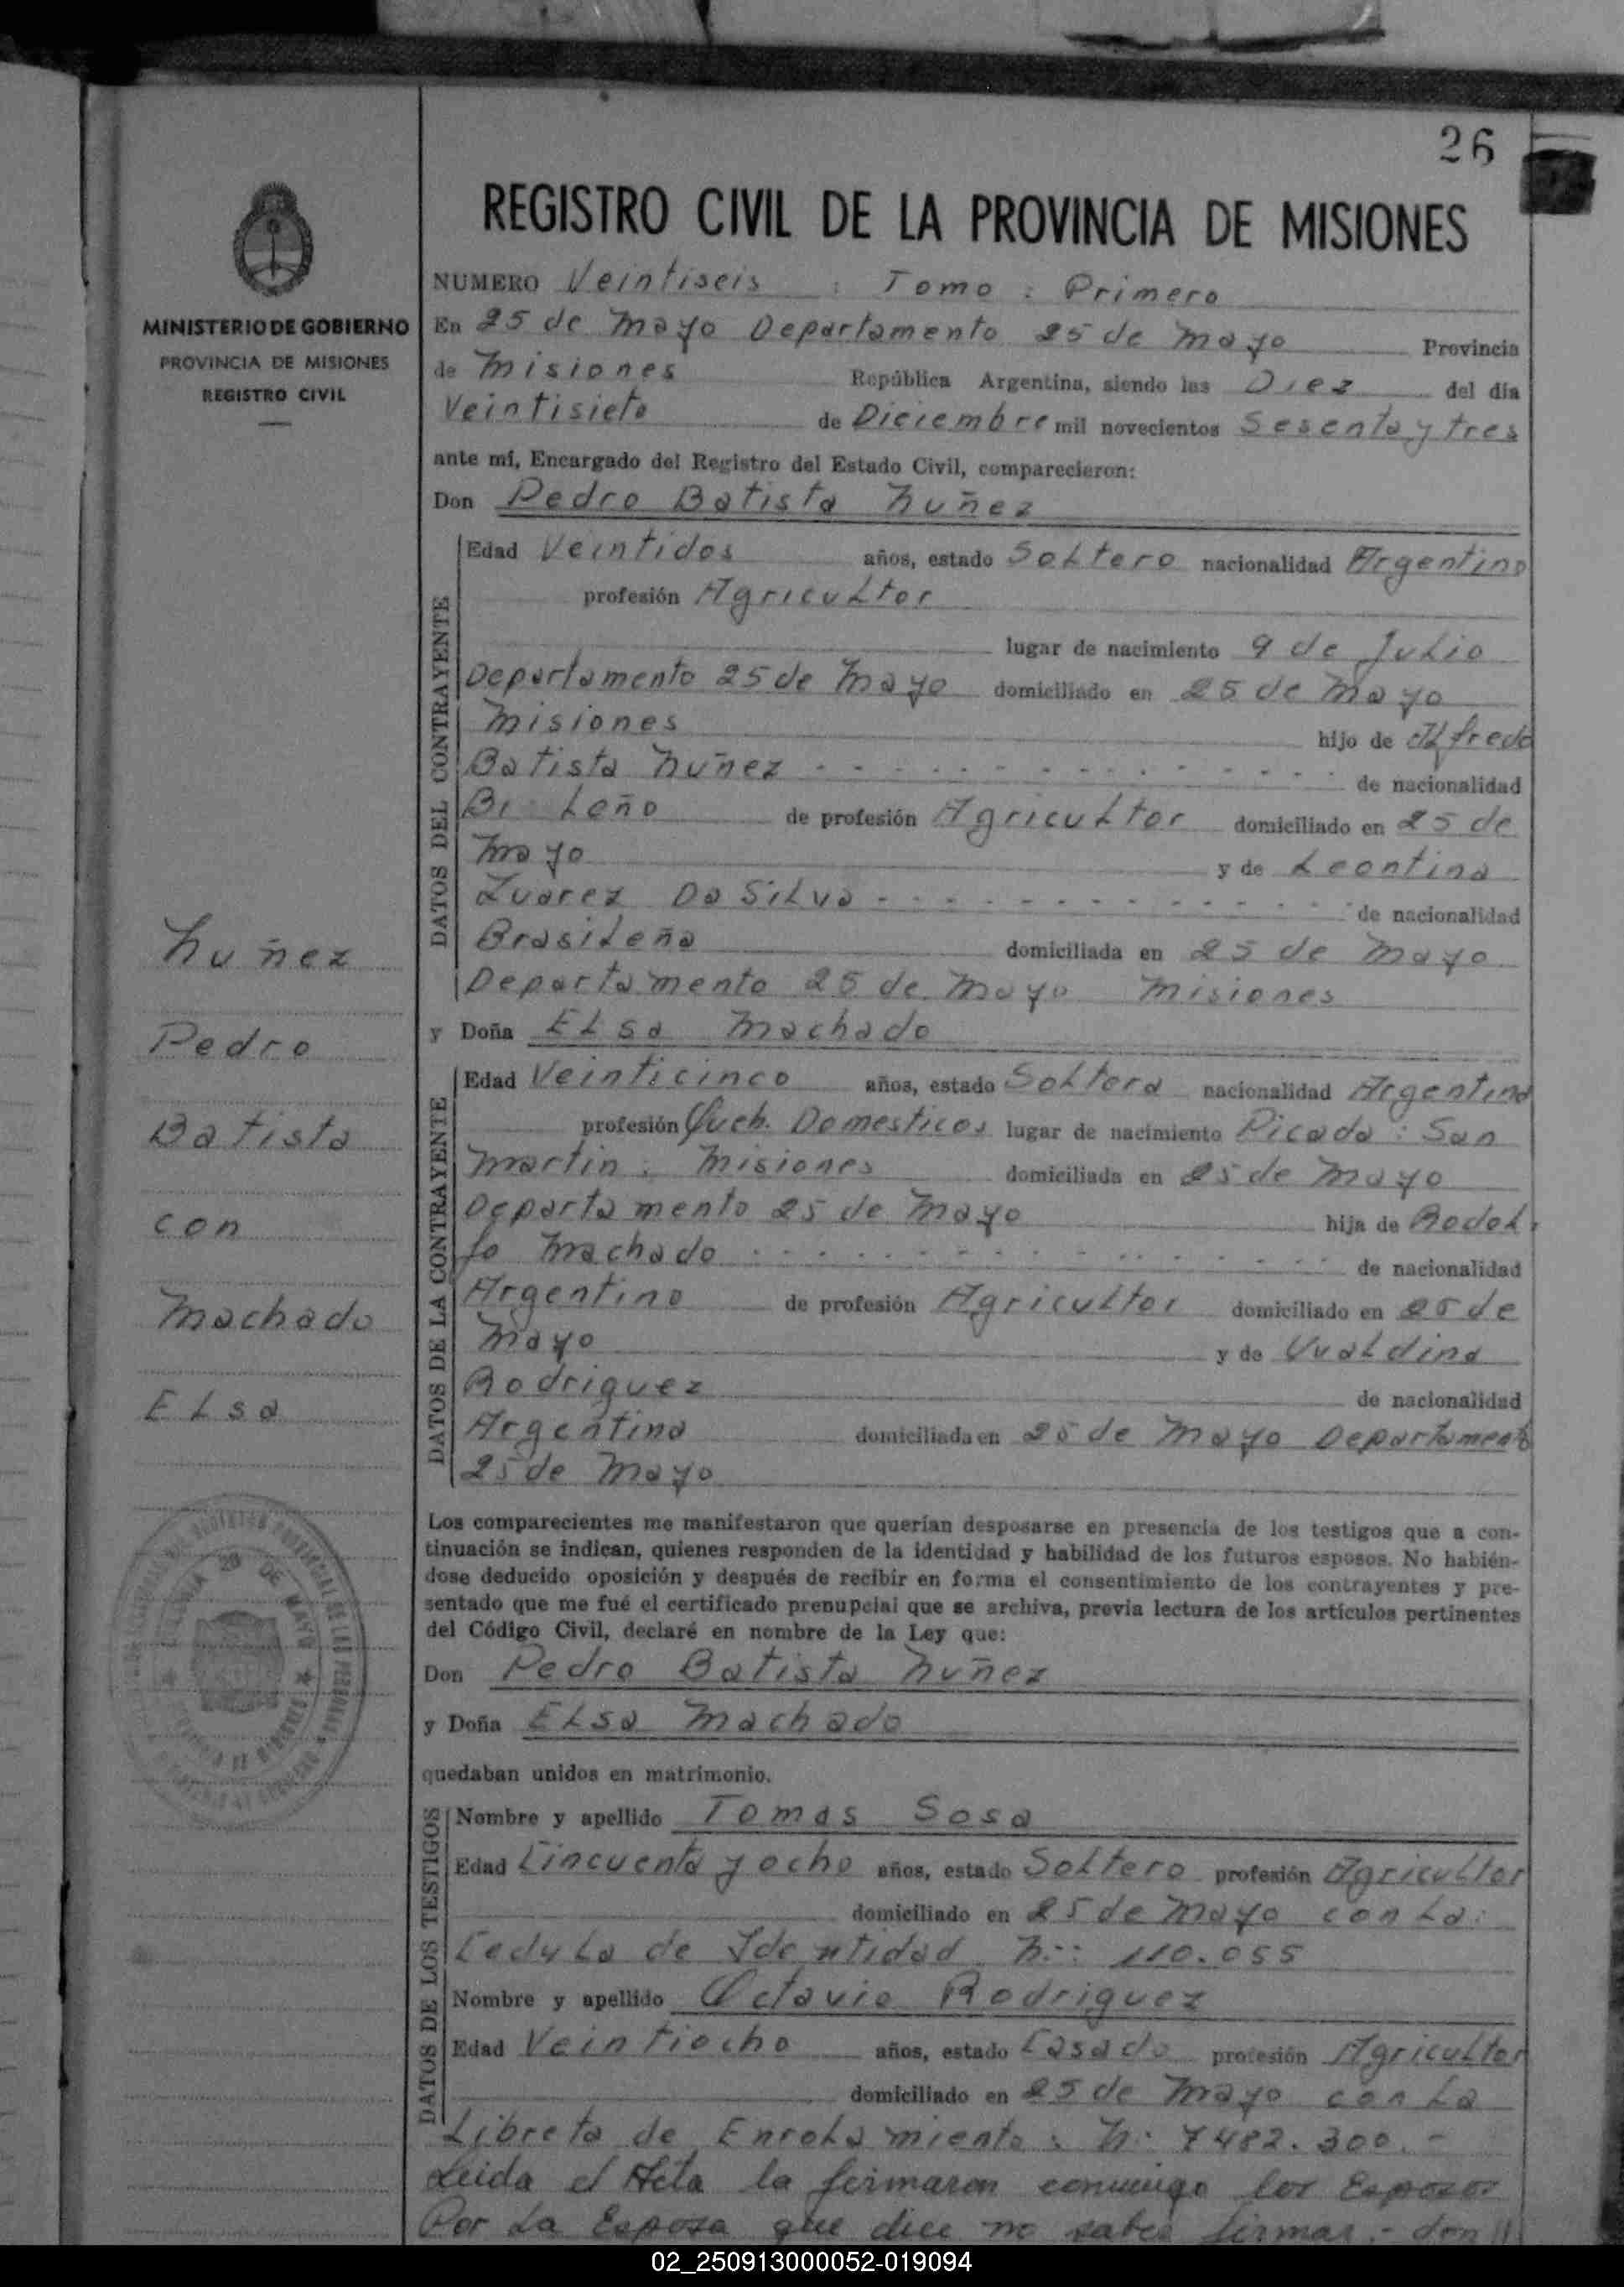 26
REGISTRO CIVIL DE LA PROVINCIA DE MISIONES
MINISTERIO DE GOBIERNO
PROVINCIA DE MISIONES
REGISTRO CIVIL
NUMERO Veintiseis : Tomo : Primero
En 25 de Mayo Departamento 25 de Mayo Provincia
de Misiones República Argentina, siendo las Diez del día
Veintisiete de Diciembre mil novecientos Sesenta y tres
ante mí, Encargado del Registro del Estado Civil, comparecieron:
Don Pedro Batista Nuñez
DATOS DEL CONTRAYENTE
Edad Veintidos años, estado Soltero nacionalidad Argentino
profesión Agricultor
lugar de nacimiento 9 de Julio
Departamento 25 de Mayo domiciliado en 25 de Mayo
Misiones hijo de Alfredo
Batista Nuñez - - - - - - - - - - - - - - de nacionalidad
de profesión Agricultor domiciliado en 25 de
Mayo y de Leontina
Da Silva - - - - - - - - - - - - de nacionalidad
Brasileña domiciliada en 25 de Mayo
Departamento 25 de Mayo Misiones
y Doña Elsa Machado
DATOS DE LA CONTRAYENTE
Edad Veinticinco años, estado Soltera nacionalidad Argentina
profesión Queh. Domesticos lugar de nacimiento Picada : San
Martin : Misiones domiciliada en 25 de Mayo
Departamento 25 de Mayo hija de Rodol
fo Machado - - - - - - - - - - - - - - de nacionalidad
Argentino de profesión Agricultor domiciliado en 25 de
Mayo y de Uvaldina
Rodriguez de nacionalidad
Argentina domiciliada en 25 de Mayo Departamento
25 de Mayo
Nuñez
Pedro
Batista
con
Machado
Elsa
Los comparecientes me manifestaron que querían desposarse en presencia de los testigos que a con-
tinuación se indican, quienes responden de la identidad y habilidad de los futuros esposos. No habién-
dose deducido oposición y después de recibir en forma el consentimiento de los contrayentes y pre-
sentado que me fué el certificado prenupcial que se archiva, previa lectura de los artículos pertinentes
del Código Civil, declaré en nombre de la Ley que:
Don Pedro Batista Nuñez
y Doña Elsa Machado
quedaban unidos en matrimonio.
DATOS DE LOS TESTIGOS
Nombre y apellido Tomas Sosa
Edad Cincuenta y ocho años, estado Soltero profesión Agricultor
domiciliado en 25 de Mayo con La:
Cedula de Identidad N:: 110.055
Nombre y apellido Octavio Rodriguez
Edad Veintiocho años, estado Casado profesión Agricultor
domiciliado en 25 de Mayo con La
Libreta de Enrolamiento : N: 7482.300.-
Leida el Acta la firmaron conmigo los Esposos
Por La Esposa que dice no saber firmar.- don
02_250913000052-019094